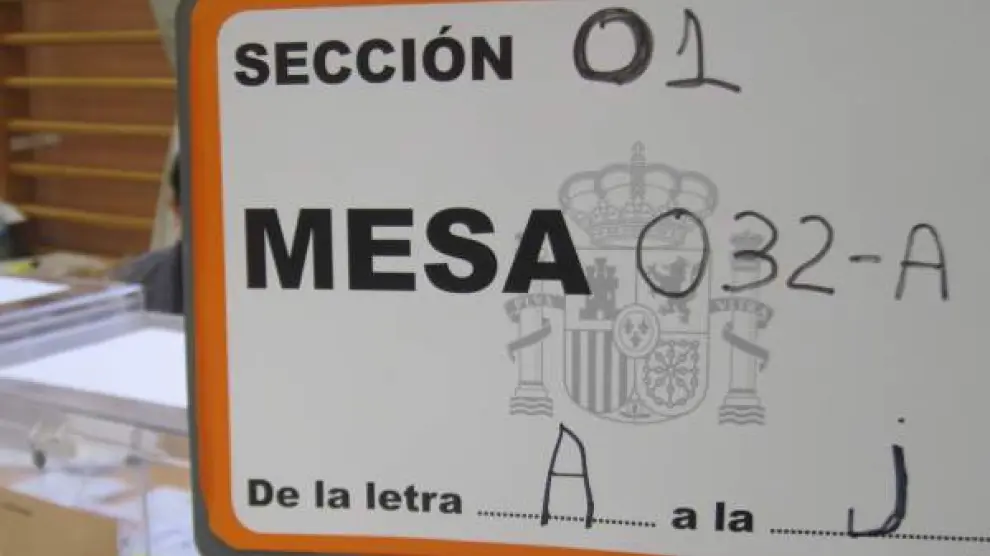 SECCIÓN 01
MESA 032-A
De la letra A a la j